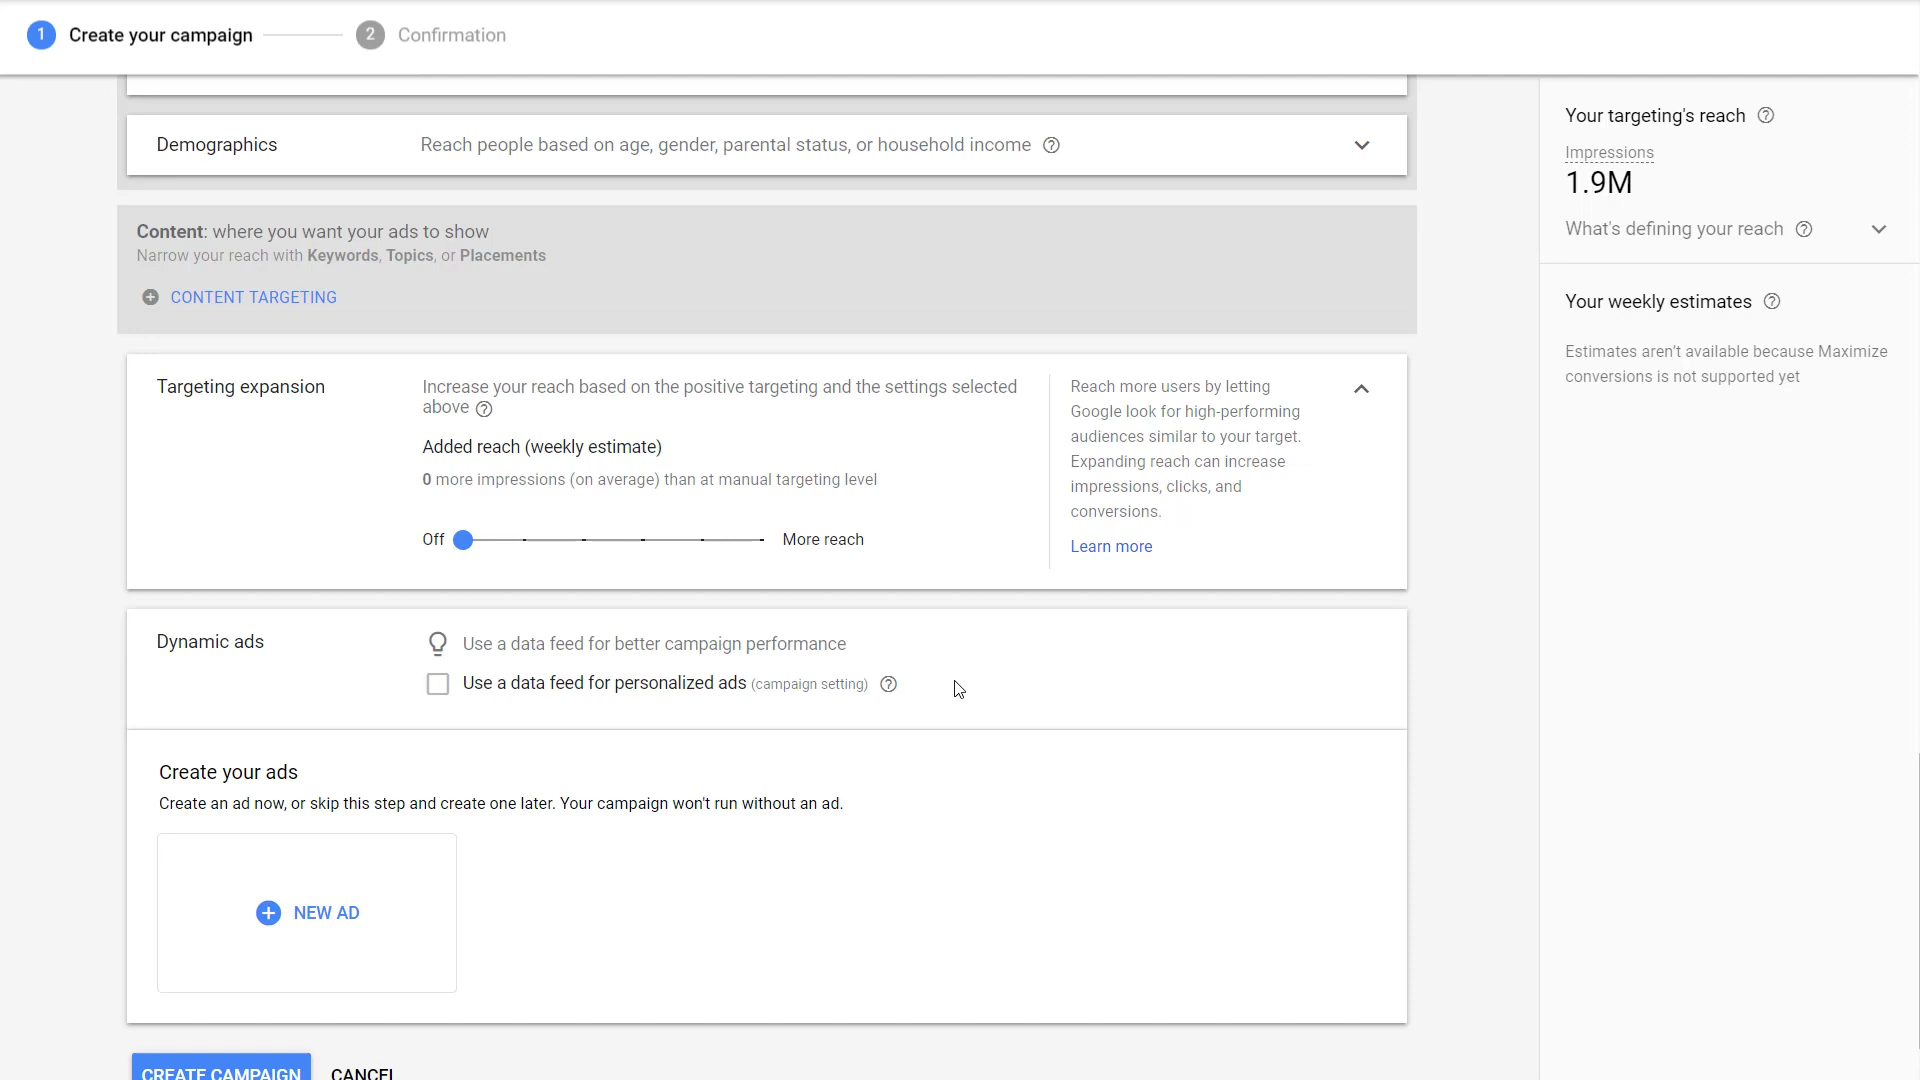 1 Create your campaign 2 Confirmation
Demographics Reach people based on age, gender, parental status, or household income
Content: where you want your ads to show
Narrow your reach with Keywords, Topics, or Placements
CONTENT TARGETING
Targeting expansion
Increase your reach based on the positive targeting and the settings selected
above
Added reach (weekly estimate)
0 more impressions (on average) than at manual targeting level
Off More reach
Reach more users by letting
Google look for high-performing
audiences similar to your target.
Expanding reach can increase
impressions, clicks, and
conversions.
Learn more
Dynamic ads Use a data feed for better campaign performance
Use a data feed for personalized ads (campaign setting)
Create your ads
Create an ad now, or skip this step and create one later. Your campaign won't run without an ad.
NEW AD
CREATE CAMPAIGN CANCEL
Your targeting's reach
Impressions
1.9M
What's defining your reach
Your weekly estimates
Estimates aren't available because Maximize
conversions is not supported yet